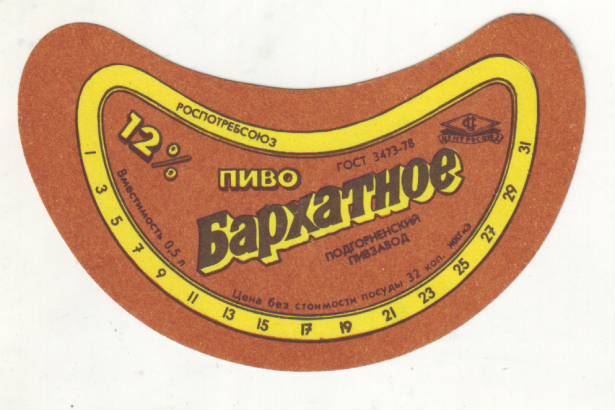 РОСПОТРЕБСОЮЗ
12%
ПИВО
ГОСТ 3473-78
Бархатное
ПОДГОРНЕНСКИЙ
ПИВЗАВОД
Вместимость 0,5 л
Цена без стоимости посуды 32 коп.
1 3 5 7 9 11 13 15 17 19 21 23 25 27 29 31